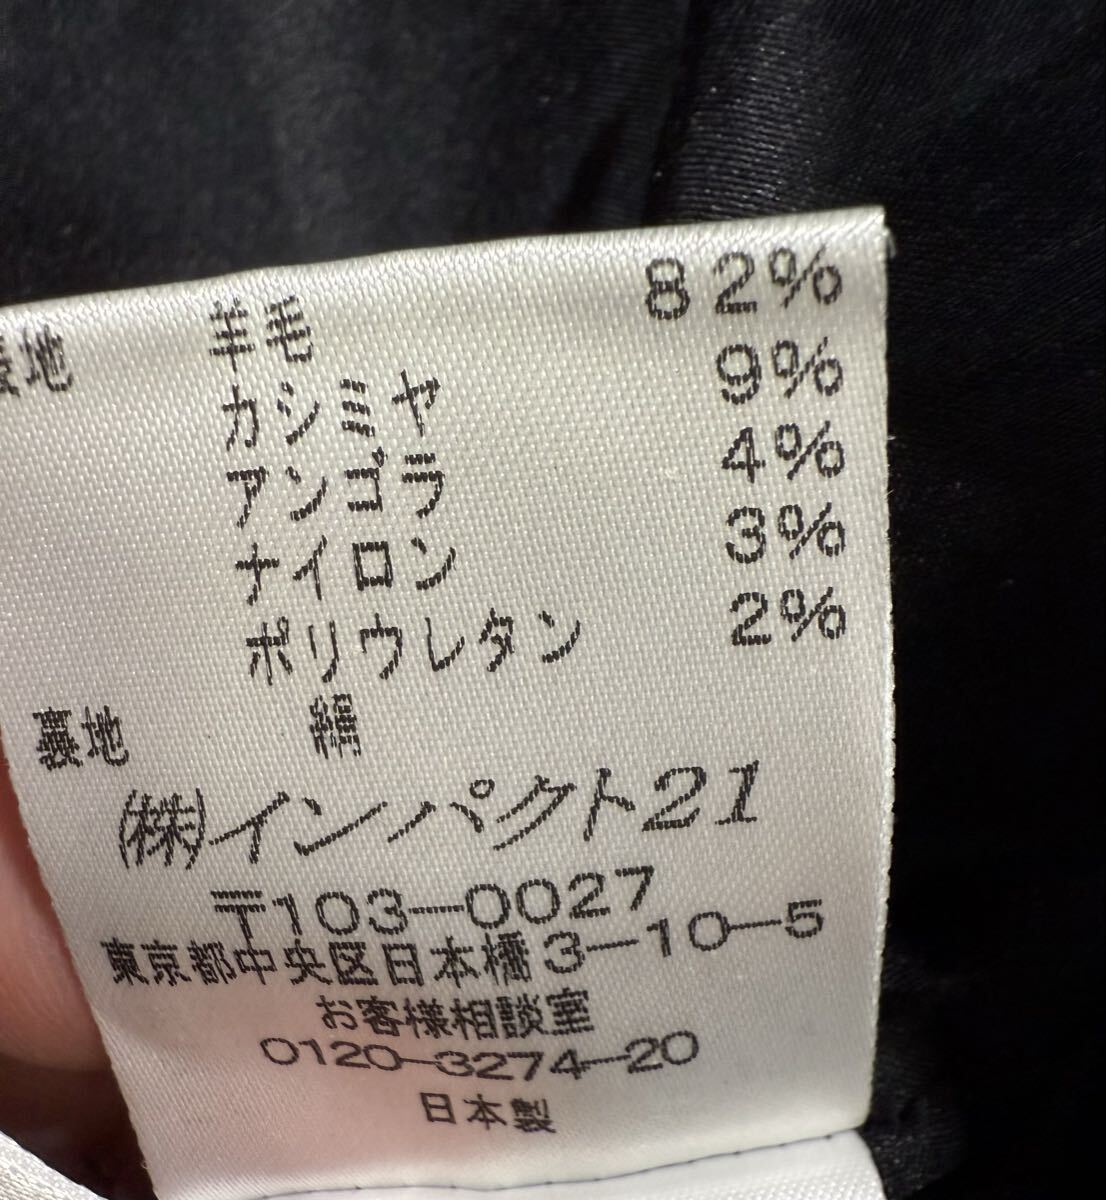 表地 羊毛 82%
カシミヤ 9%
アンゴラ 4%
ナイロン 3%
ポリウレタン 2%
裏地 絹
(株)インパクト21
〒103-0027
東京都中央区日本橋3-10-5
お客様相談室
0120-3274-20
日本製